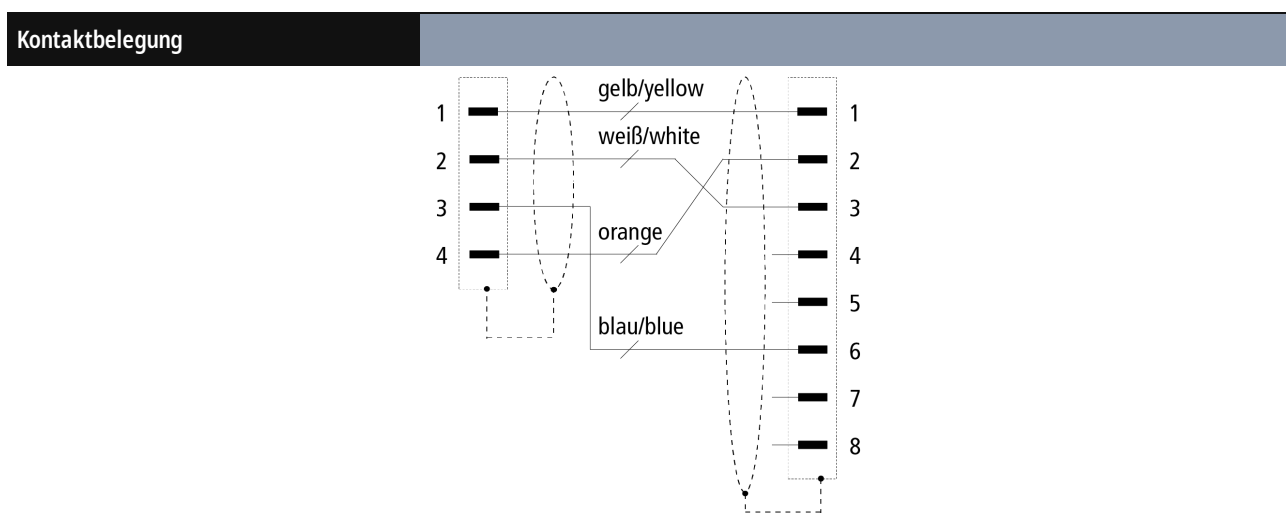 Kontaktbelegung
gelb/yellow
1 1
weiß/white
2 2
3 3
orange
4 4
5
blau/blue
6
7
8